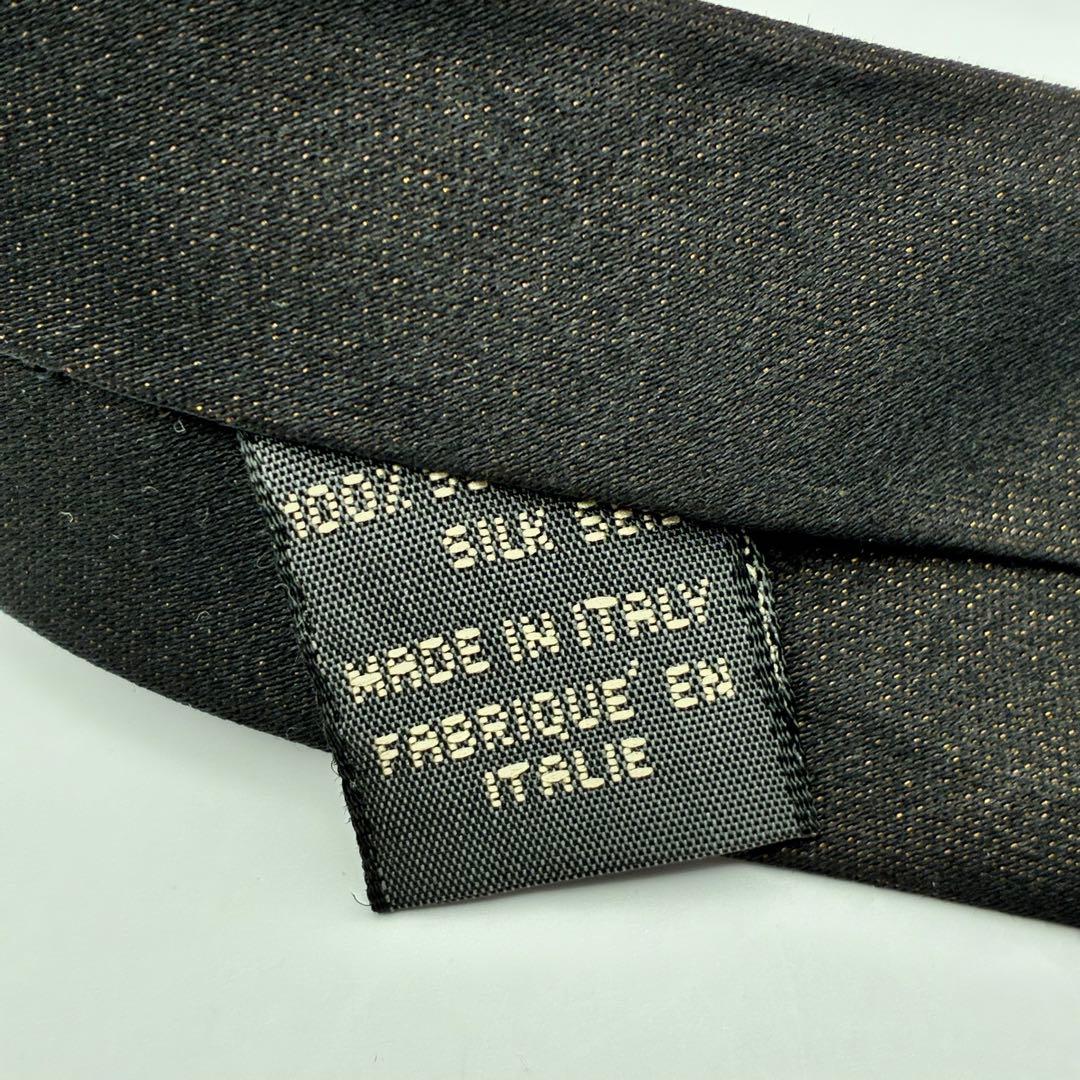 100%
SILK
MADE IN ITALY
FABRIQUE' EN
ITALIE